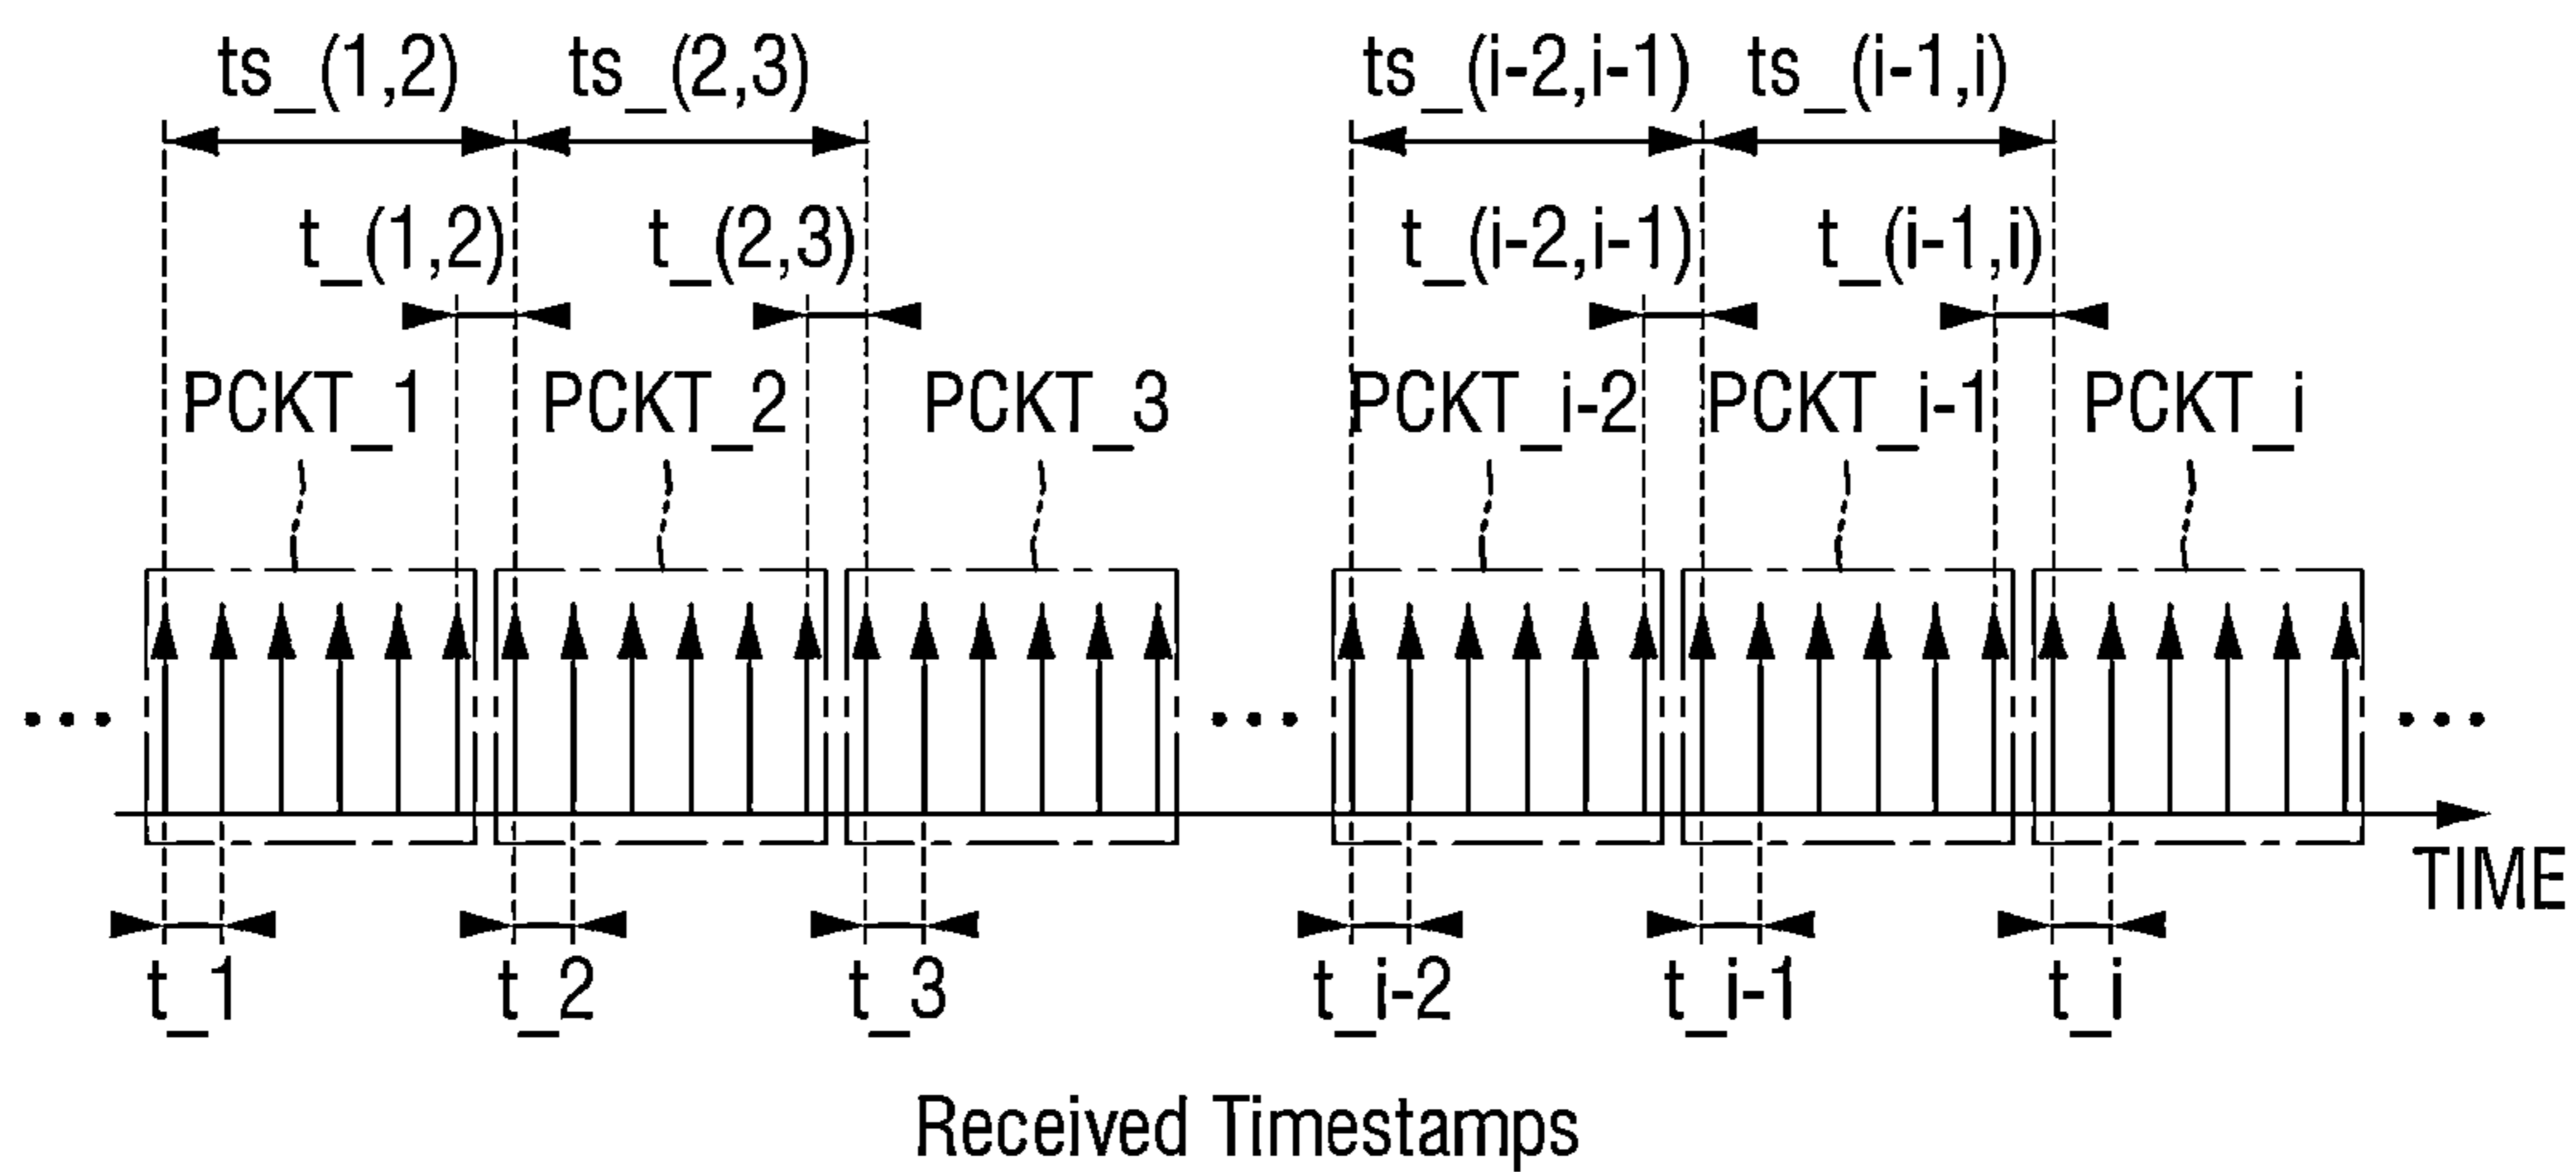 ts_(1,2) ts_(2,3) ts_(i-2,i-1) ts_(i-1,i)
t_(1,2) t_(2,3) t_(i-2,i-1) t_(i-1,i)
PCKT_1 PCKT_2 PCKT_3 PCKT_i-2 PCKT_i-1 PCKT_i
... ... ...
TIME
t_1 t_2 t_3 t_i-2 t_i-1 t_i
Received Timestamps